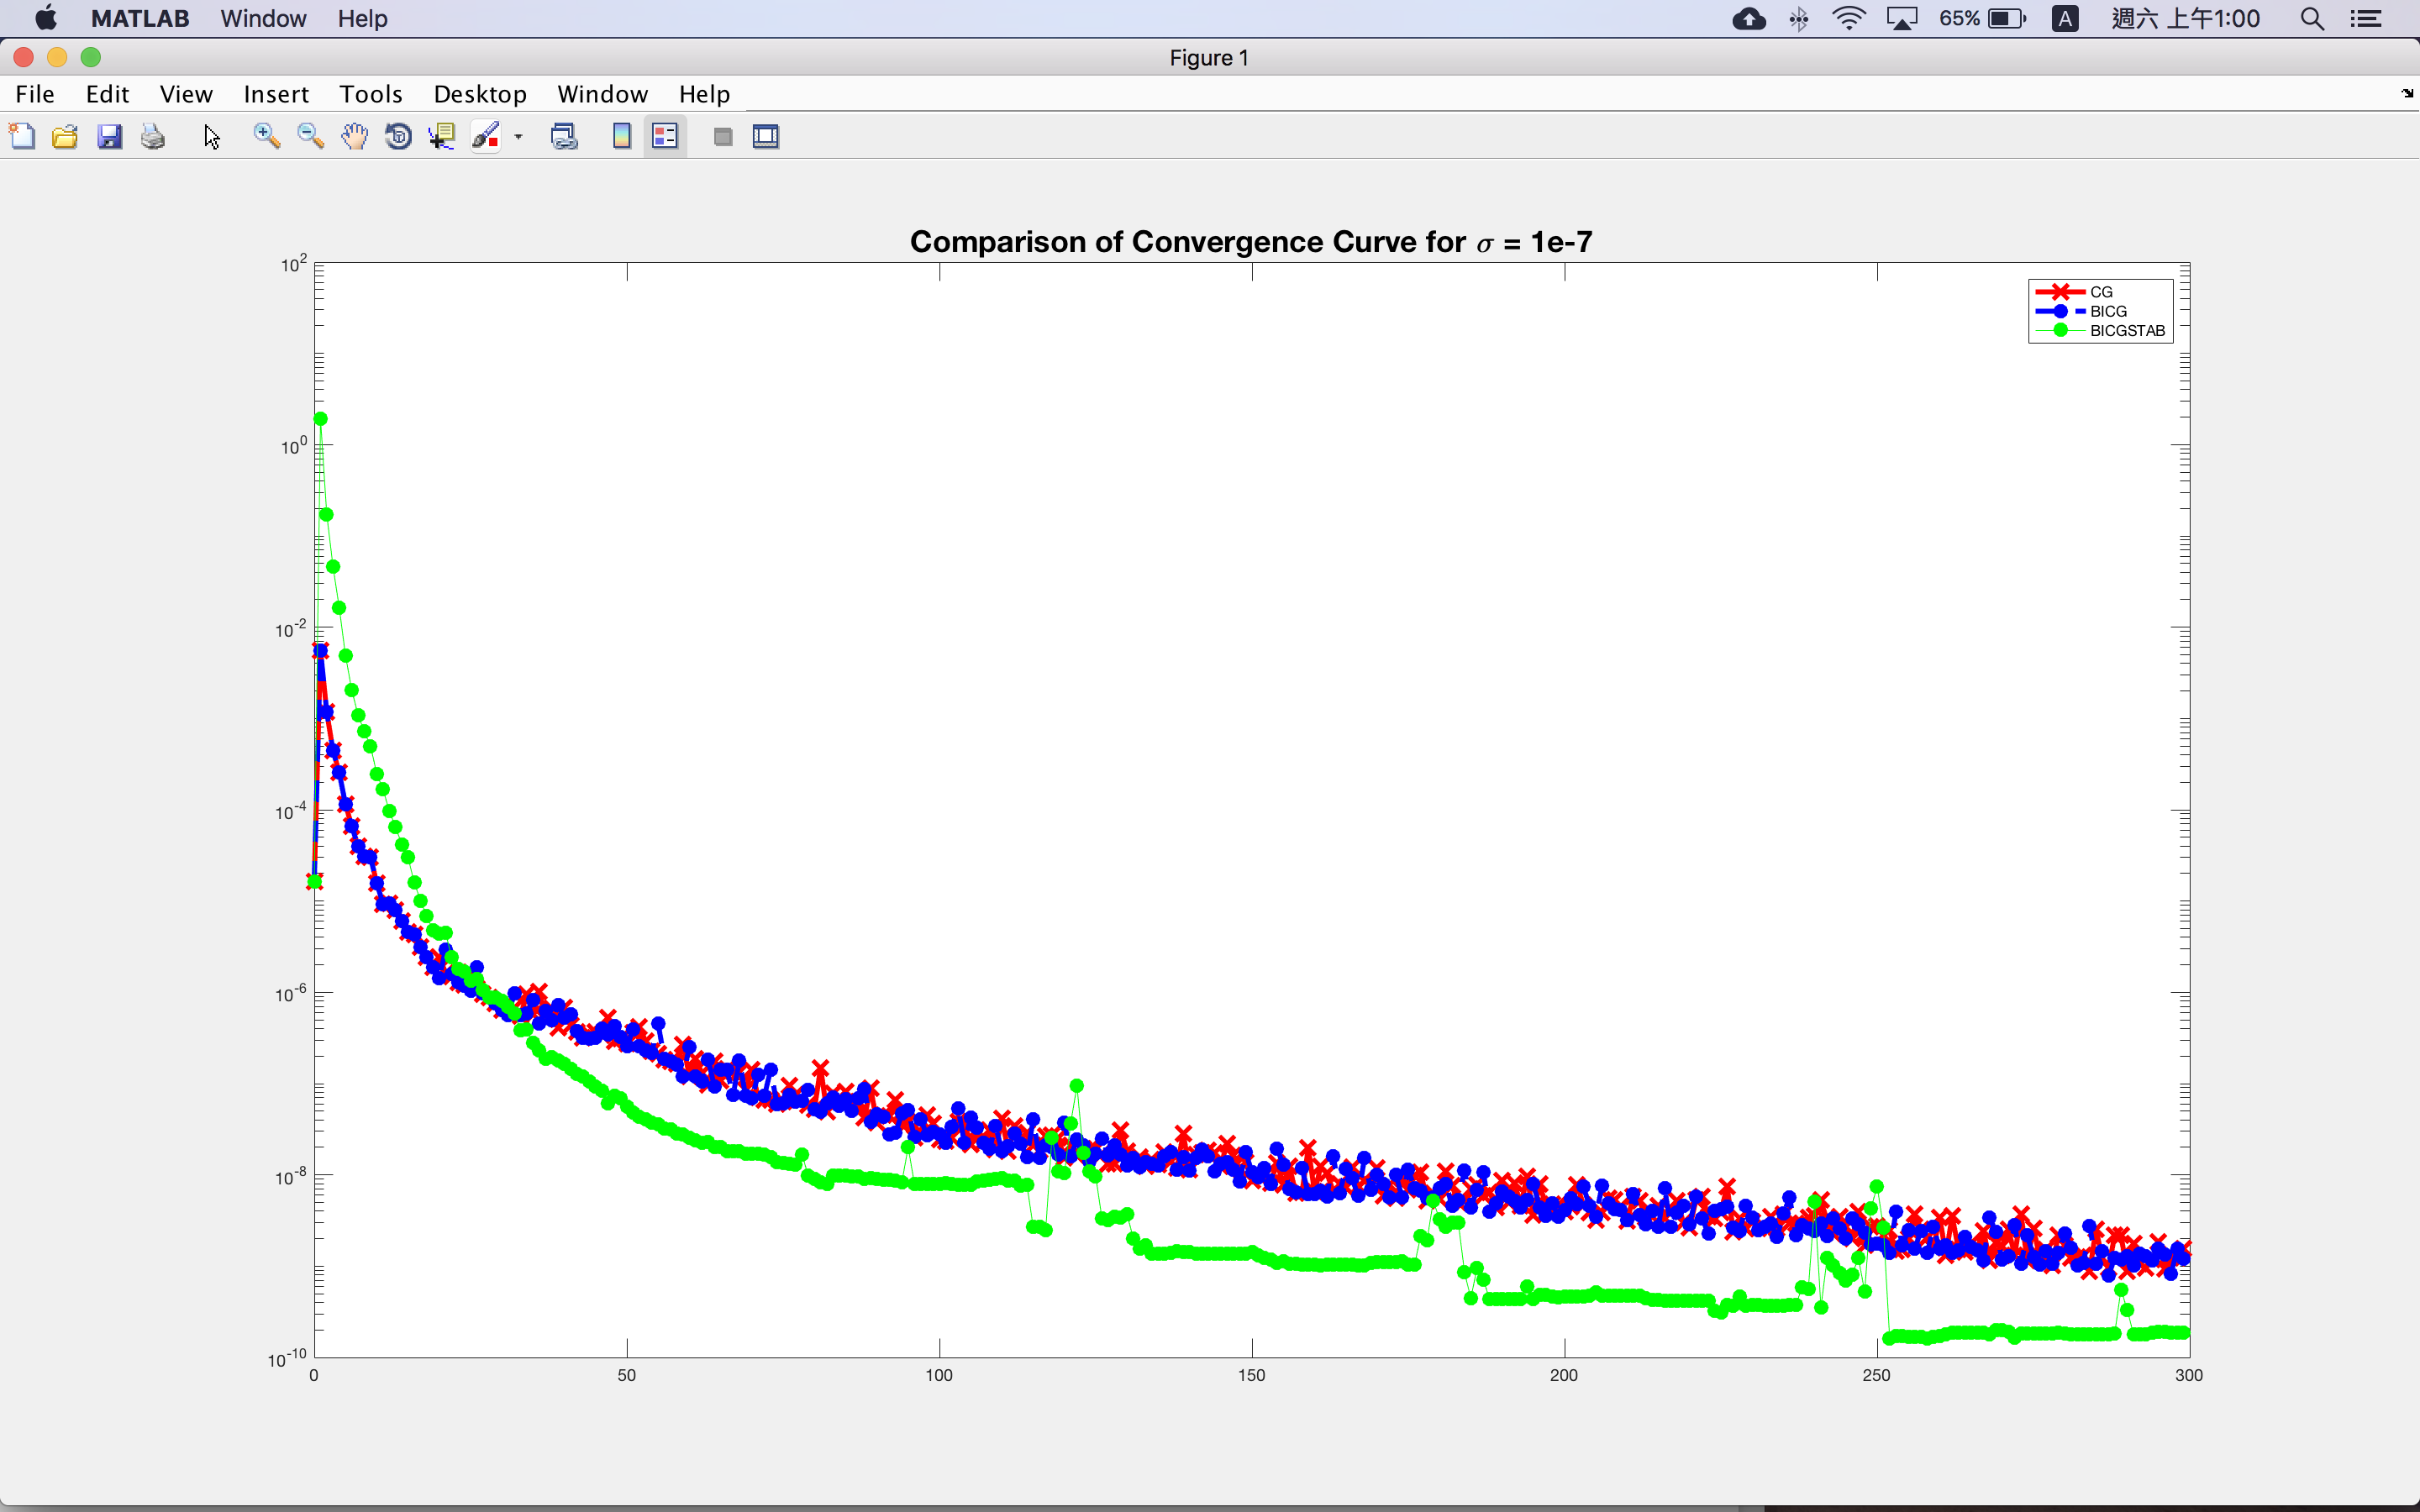 MATLAB Window Help 65% A 週六 上午1:00
Figure 1
File Edit View Insert Tools Desktop Window Help
Comparison of Convergence Curve for σ = 1e-7
10^2
CG
BICG
BICGSTAB
10^0
10^-2
10^-4
10^-6
10^-8
10^-10
0 50 100 150 200 250 300